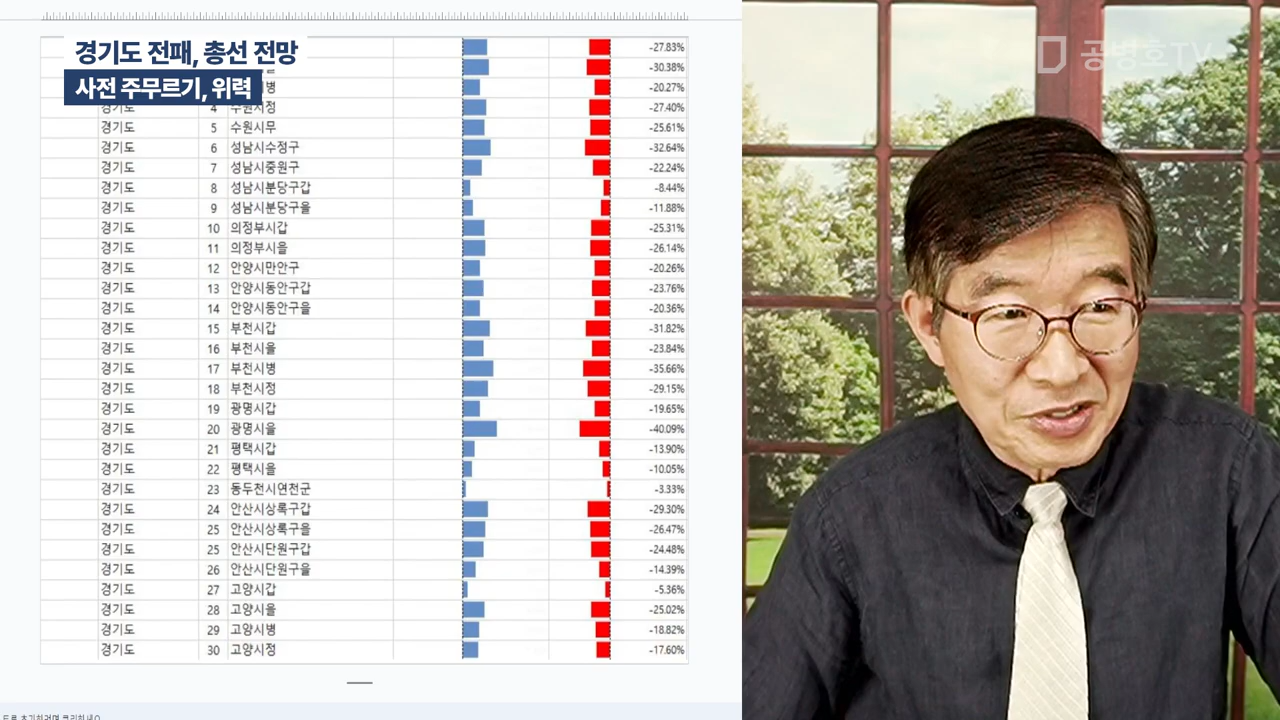 공병호TV
경기도 전패, 총선 전망
사전 주무르기, 위력
-27.83%
-30.38%
병 -20.27%
경기도 4 수원시정 -27.40%
경기도 5 수원시무 -25.61%
경기도 6 성남시수정구 -32.64%
경기도 7 성남시중원구 -22.24%
경기도 8 성남시분당구갑 -8.44%
경기도 9 성남시분당구을 -11.88%
경기도 10 의정부시갑 -25.31%
경기도 11 의정부시을 -26.14%
경기도 12 안양시만안구 -20.26%
경기도 13 안양시동안구갑 -23.76%
경기도 14 안양시동안구을 -20.36%
경기도 15 부천시갑 -31.82%
경기도 16 부천시을 -23.84%
경기도 17 부천시병 -35.66%
경기도 18 부천시정 -29.15%
경기도 19 광명시갑 -19.65%
경기도 20 광명시을 -40.09%
경기도 21 평택시갑 -13.90%
경기도 22 평택시을 -10.05%
경기도 23 동두천시연천군 -3.33%
경기도 24 안산시상록구갑 -29.30%
경기도 25 안산시상록구을 -26.47%
경기도 25 안산시단원구갑 -24.48%
경기도 26 안산시단원구을 -14.39%
경기도 27 고양시갑 -5.36%
경기도 28 고양시을 -25.02%
경기도 29 고양시병 -18.82%
경기도 30 고양시정 -17.60%